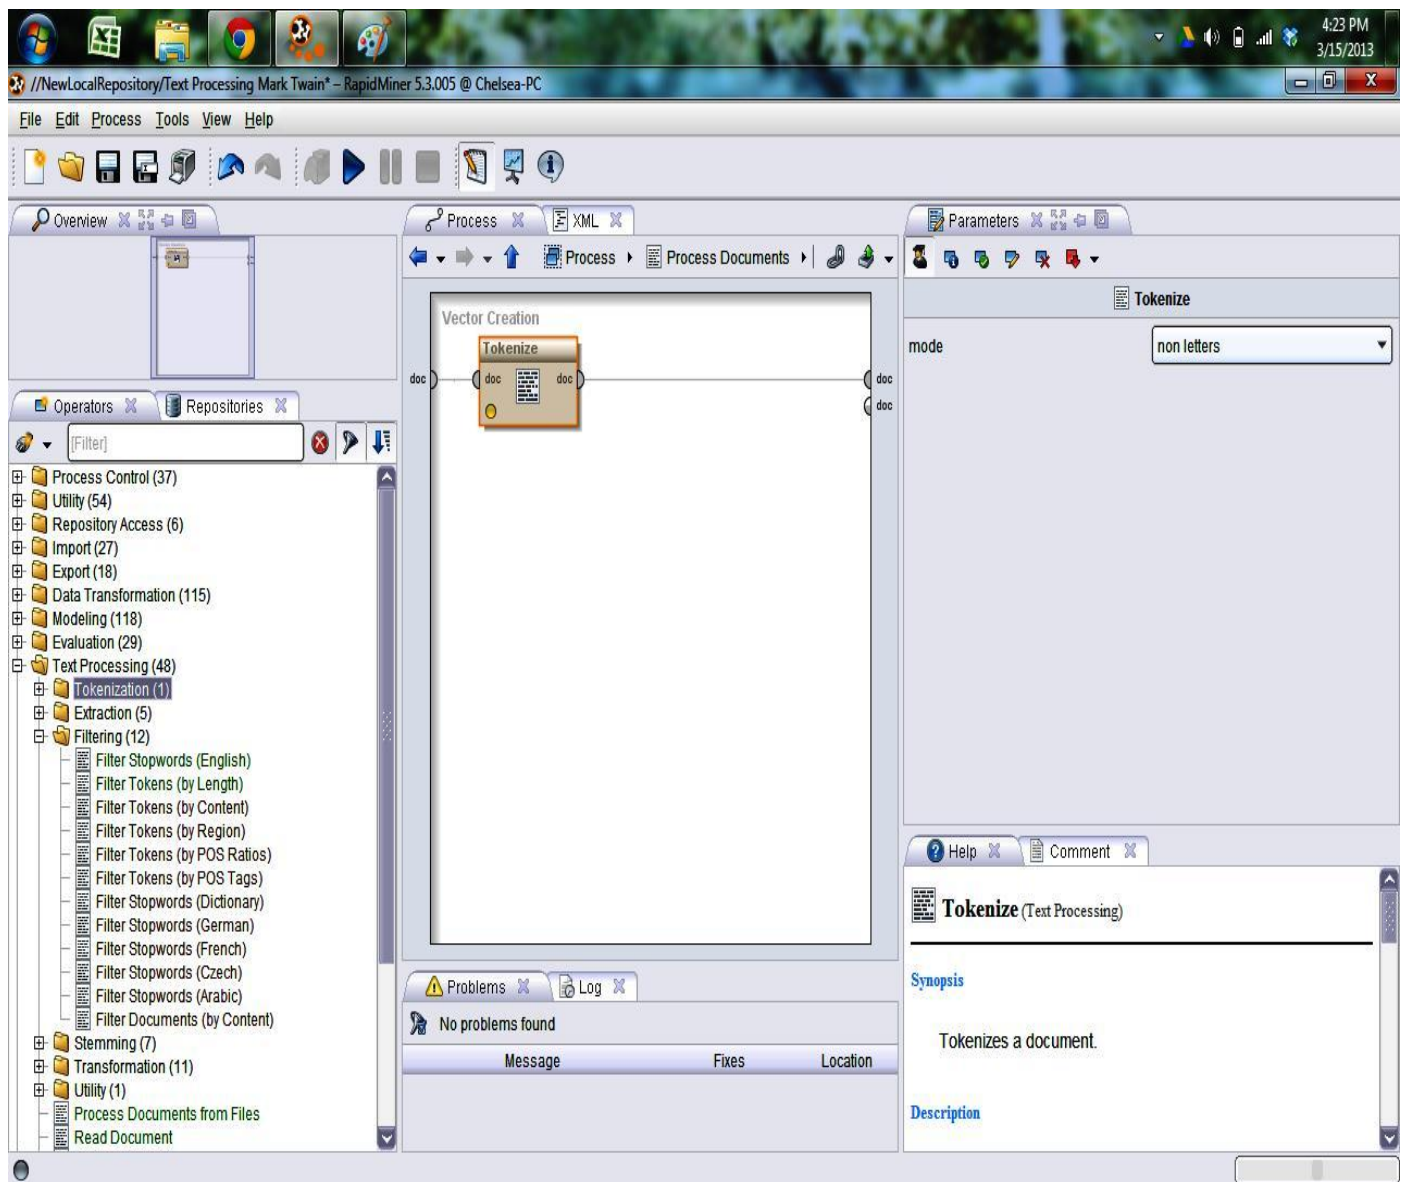 4:23 PM
3/15/2013
//NewLocalRepository/Text Processing Mark Twain* – RapidMiner 5.3.005 @ Chelsea-PC
File Edit Process Tools View Help
Overview
Process XML
Parameters
Process Process Documents
Tokenize
mode non letters
Vector Creation
Tokenize
doc doc doc doc
doc
Operators Repositories
[Filter]
Process Control (37)
Utility (54)
Repository Access (6)
Import (27)
Export (18)
Data Transformation (115)
Modeling (118)
Evaluation (29)
Text Processing (48)
Tokenization (1)
Extraction (5)
Filtering (12)
Filter Stopwords (English)
Filter Tokens (by Length)
Filter Tokens (by Content)
Filter Tokens (by Region)
Filter Tokens (by POS Ratios)
Filter Tokens (by POS Tags)
Filter Stopwords (Dictionary)
Filter Stopwords (German)
Filter Stopwords (French)
Filter Stopwords (Czech)
Filter Stopwords (Arabic)
Filter Documents (by Content)
Stemming (7)
Transformation (11)
Utility (1)
Process Documents from Files
Read Document
Problems Log
No problems found
Message Fixes Location
Help Comment
Tokenize (Text Processing)
Synopsis
Tokenizes a document.
Description